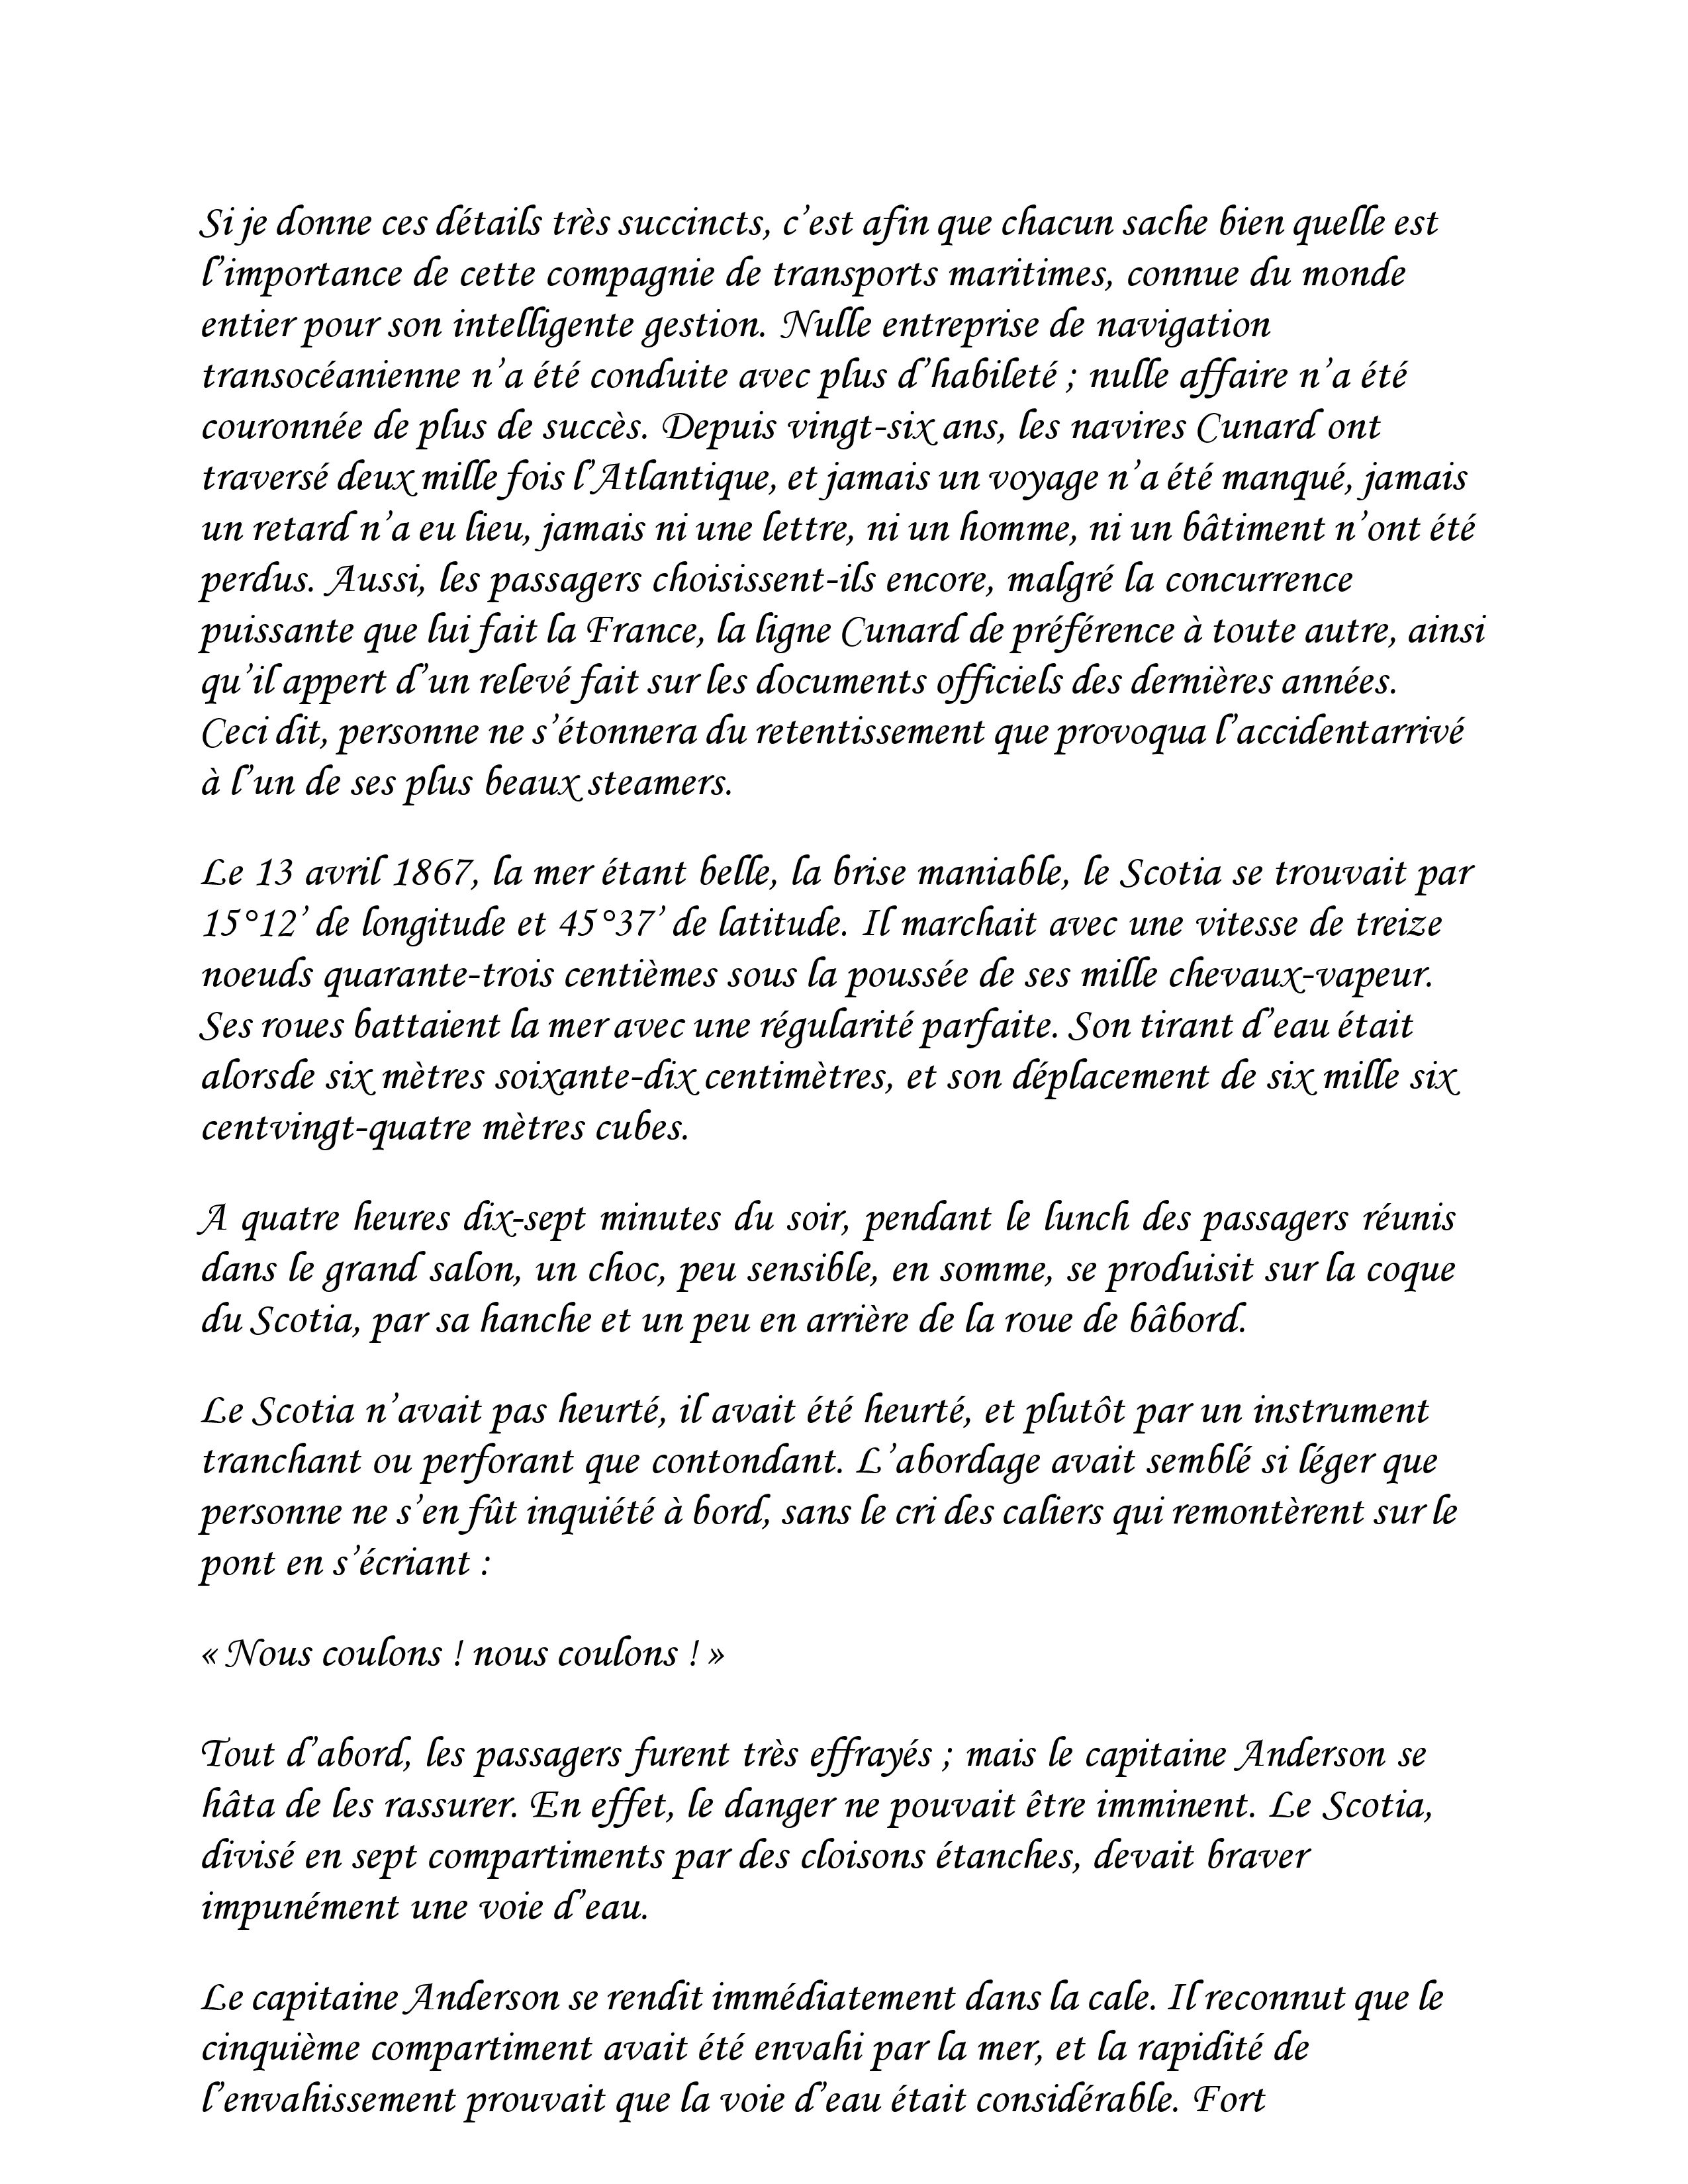 Si je donne ces détails très succincts, c’est afin que chacun sache bien quelle est
l’importance de cette compagnie de transports maritimes, connue du monde
entier pour son intelligente gestion. Nulle entreprise de navigation
transocéanienne n’a été conduite avec plus d’habileté ; nulle affaire n’a été
couronnée de plus de succès. Depuis vingt-six ans, les navires Cunard ont
traversé deux mille fois l’Atlantique, et jamais un voyage n’a été manqué, jamais
un retard n’a eu lieu, jamais ni une lettre, ni un homme, ni un bâtiment n’ont été
perdus. Aussi, les passagers choisissent-ils encore, malgré la concurrence
puissante que lui fait la France, la ligne Cunard de préférence à toute autre, ainsi
qu’il appert d’un relevé fait sur les documents officiels des dernières années.
Ceci dit, personne ne s’étonnera du retentissement que provoqua l’accidentarrivé
à l’un de ses plus beaux steamers.
Le 13 avril 1867, la mer étant belle, la brise maniable, le Scotia se trouvait par
15°12’ de longitude et 45°37’ de latitude. Il marchait avec une vitesse de treize
noeuds quarante-trois centièmes sous la poussée de ses mille chevaux-vapeur.
Ses roues battaient la mer avec une régularité parfaite. Son tirant d’eau était
alorsde six mètres soixante-dix centimètres, et son déplacement de six mille six
centvingt-quatre mètres cubes.
A quatre heures dix-sept minutes du soir, pendant le lunch des passagers réunis
dans le grand salon, un choc, peu sensible, en somme, se produisit sur la coque
du Scotia, par sa hanche et un peu en arrière de la roue de bâbord.
Le Scotia n’avait pas heurté, il avait été heurté, et plutôt par un instrument
tranchant ou perforant que contondant. L’abordage avait semblé si léger que
personne ne s’en fût inquiété à bord, sans le cri des caliers qui remontèrent sur le
pont en s’écriant :
« Nous coulons ! nous coulons ! »
Tout d’abord, les passagers furent très effrayés ; mais le capitaine Anderson se
hâta de les rassurer. En effet, le danger ne pouvait être imminent. Le Scotia,
divisé en sept compartiments par des cloisons étanches, devait braver
impunément une voie d’eau.
Le capitaine Anderson se rendit immédiatement dans la cale. Il reconnut que le
cinquième compartiment avait été envahi par la mer, et la rapidité de
l’envahissement prouvait que la voie d’eau était considérable. Fort